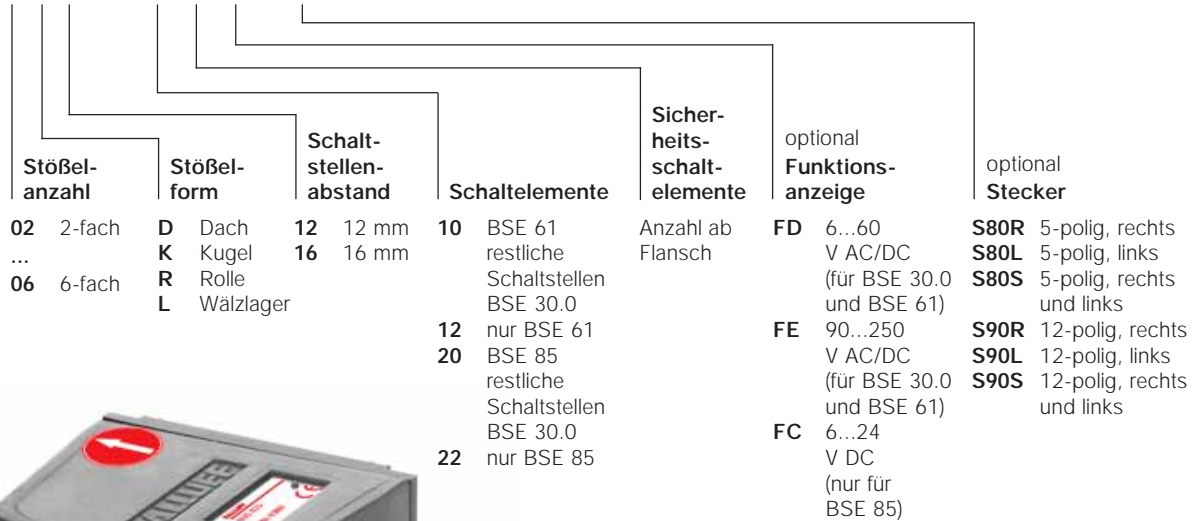 Stößel-
anzahl
02 2-fach
...
06 6-fach
Stößel-
form
D Dach
K Kugel
R Rolle
L Wälzlager
Schalt-
stellen-
abstand
12 12 mm
16 16 mm
Schaltelemente
10 BSE 61
restliche
Schaltstellen
BSE 30.0
12 nur BSE 61
20 BSE 85
restliche
Schaltstellen
BSE 30.0
22 nur BSE 85
Sicher-
heits-
schalt-
elemente
Anzahl ab
Flansch
optional
Funktions-
anzeige
FD 6...60
V AC/DC
(für BSE 30.0
und BSE 61)
FE 90...250
V AC/DC
(für BSE 30.0
und BSE 61)
FC 6...24
V DC
(nur für
BSE 85)
optional
Stecker
S80R 5-polig, rechts
S80L 5-polig, links
S80S 5-polig, rechts
und links
S90R 12-polig, rechts
S90L 12-polig, links
S90S 12-polig, rechts
und links